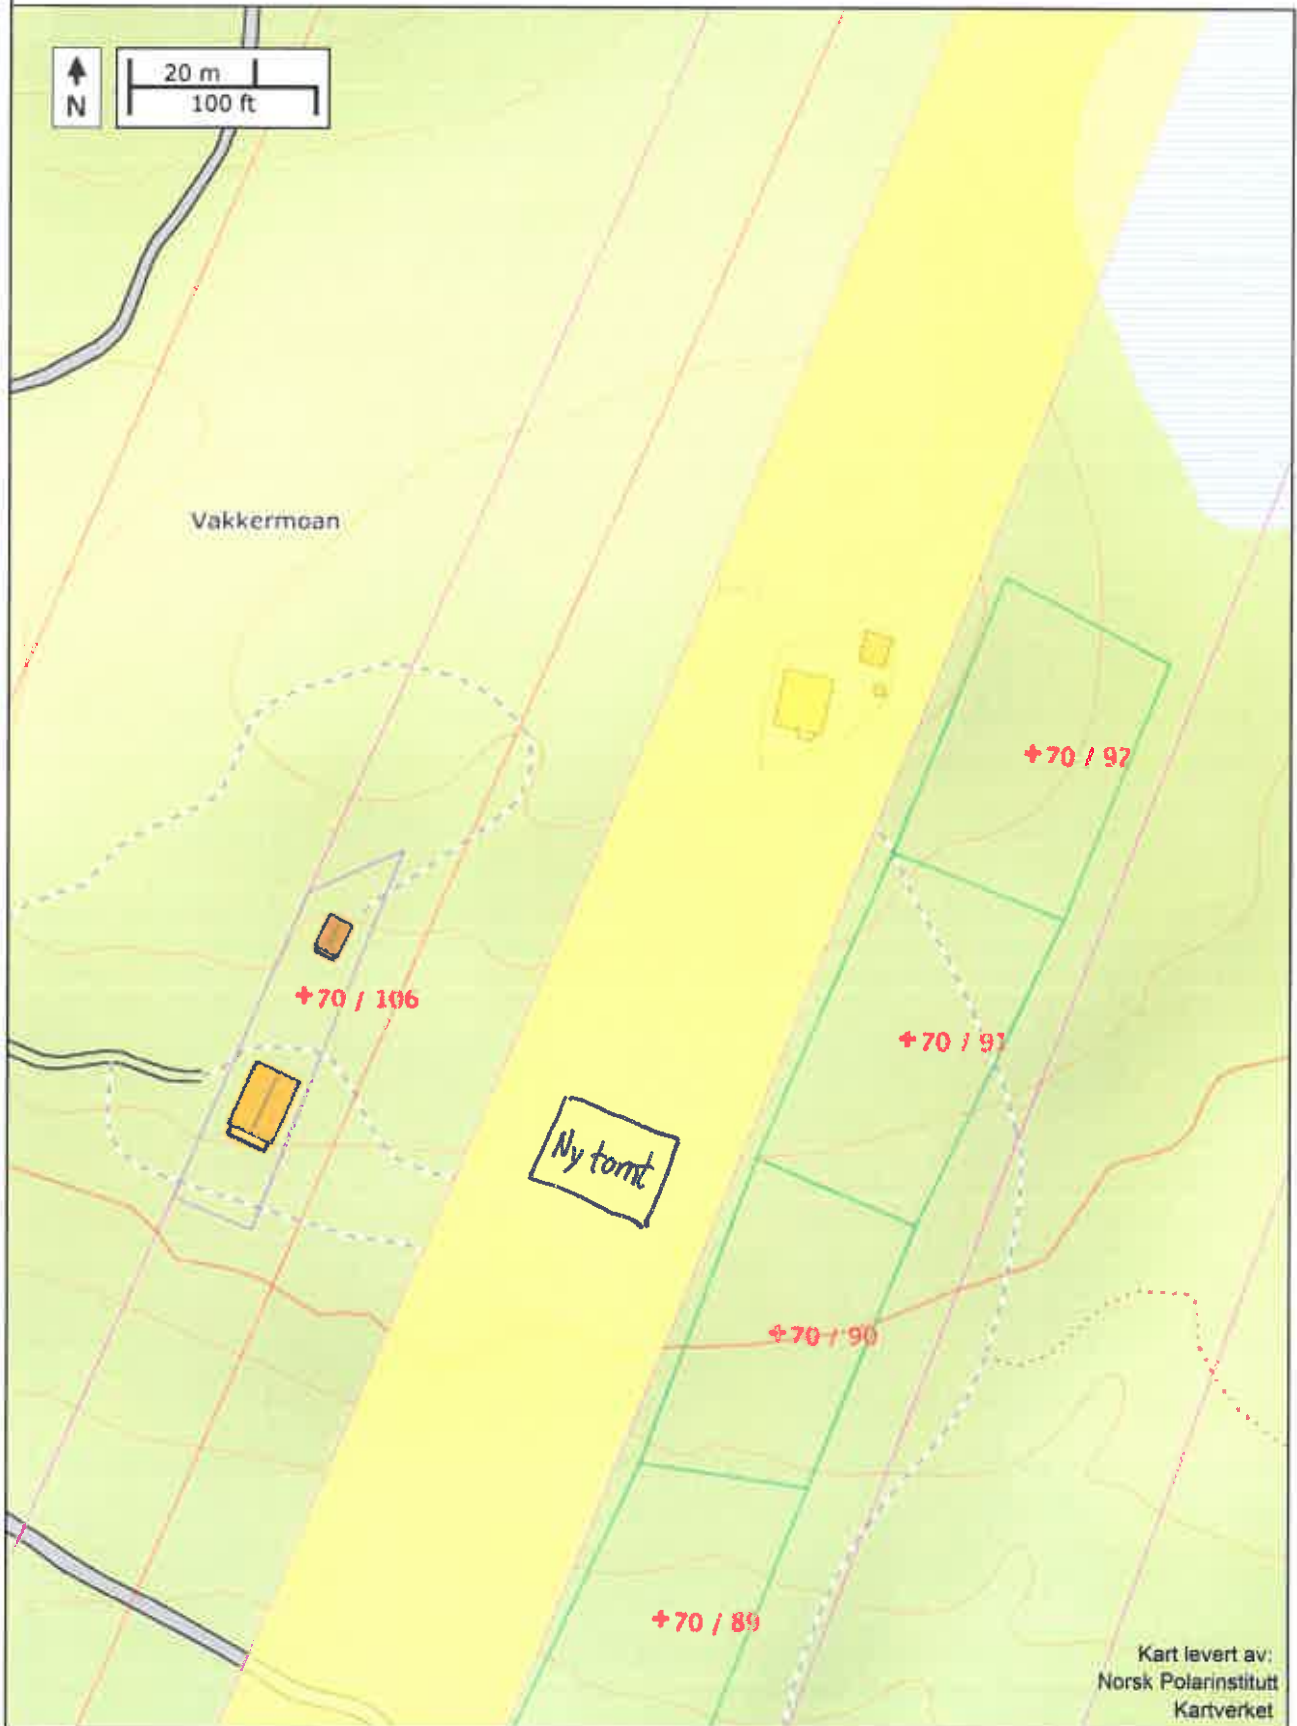 N
20 m
100 ft
Vakkermoan
+70 / 92
+70 / 106
+70 / 91
Ny tomt
+70 / 90
+70 / 89
Kart levert av:
Norsk Polarinstitutt
Kartverket